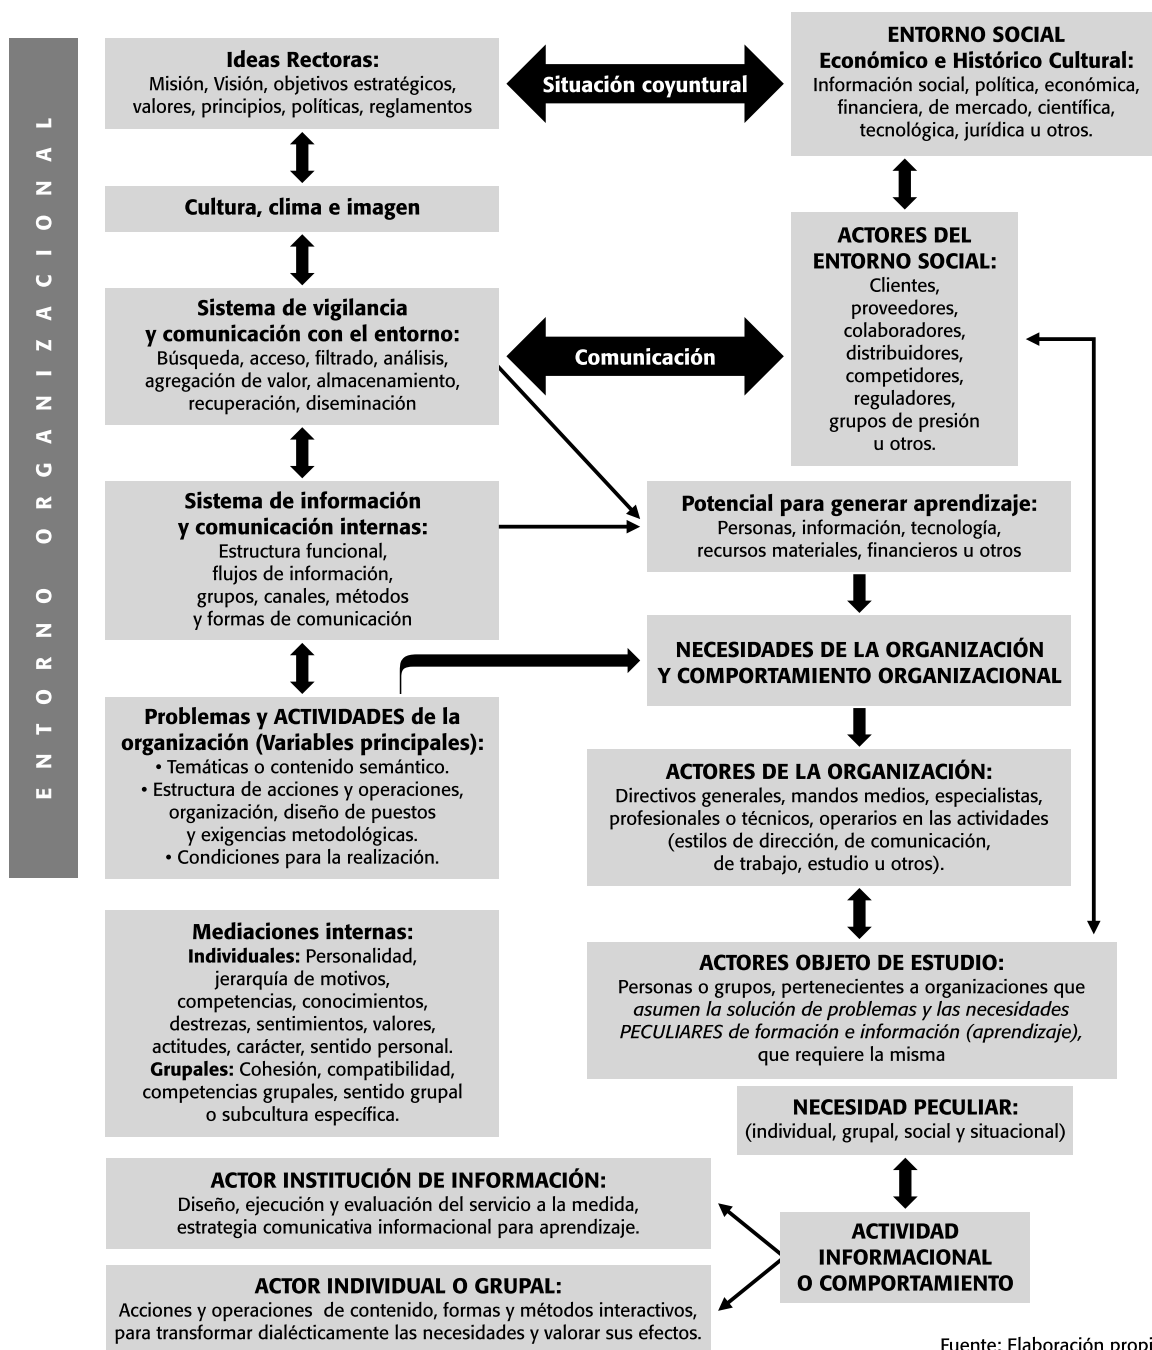 ENTORNO ORGANIZACIONAL
Ideas Rectoras:
Misión, Visión, objetivos estratégicos,
valores, principios, políticas, reglamentos
Situación coyuntural
ENTORNO SOCIAL
Económico e Histórico Cultural:
Información social, política, económica,
financiera, de mercado, científica,
tecnológica, jurídica u otros.
Cultura, clima e imagen
ACTORES DEL
ENTORNO SOCIAL:
Clientes,
proveedores,
colaboradores,
distribuidores,
competidores,
reguladores,
grupos de presión
u otros.
Sistema de vigilancia
y comunicación con el entorno:
Búsqueda, acceso, filtrado, análisis,
agregación de valor, almacenamiento,
recuperación, diseminación
Comunicación
Sistema de información
y comunicación internas:
Estructura funcional,
flujos de información,
grupos, canales, métodos
y formas de comunicación
Potencial para generar aprendizaje:
Personas, información, tecnología,
recursos materiales, financieros u otros
NECESIDADES DE LA ORGANIZACIÓN
Y COMPORTAMIENTO ORGANIZACIONAL
Problemas y ACTIVIDADES de la
organización (Variables principales):
• Temáticas o contenido semántico.
• Estructura de acciones y operaciones,
organización, diseño de puestos
y exigencias metodológicas.
• Condiciones para la realización.
ACTORES DE LA ORGANIZACIÓN:
Directivos generales, mandos medios, especialistas,
profesionales o técnicos, operarios en las actividades
(estilos de dirección, de comunicación,
de trabajo, estudio u otros).
Mediaciones internas:
Individuales: Personalidad,
jerarquía de motivos,
competencias, conocimientos,
destrezas, sentimientos, valores,
actitudes, carácter, sentido personal.
Grupales: Cohesión, compatibilidad,
competencias grupales, sentido grupal
o subcultura específica.
ACTORES OBJETO DE ESTUDIO:
Personas o grupos, pertenecientes a organizaciones que
asumen la solución de problemas y las necesidades
PECULIARES de formación e información (aprendizaje),
que requiere la misma
NECESIDAD PECULIAR:
(individual, grupal, social y situacional)
ACTOR INSTITUCIÓN DE INFORMACIÓN:
Diseño, ejecución y evaluación del servicio a la medida,
estrategia comunicativa informacional para aprendizaje.
ACTIVIDAD
INFORMACIONAL
O COMPORTAMIENTO
ACTOR INDIVIDUAL O GRUPAL:
Acciones y operaciones de contenido, formas y métodos interactivos,
para transformar dialécticamente las necesidades y valorar sus efectos.
Fuente: Elaboración propi